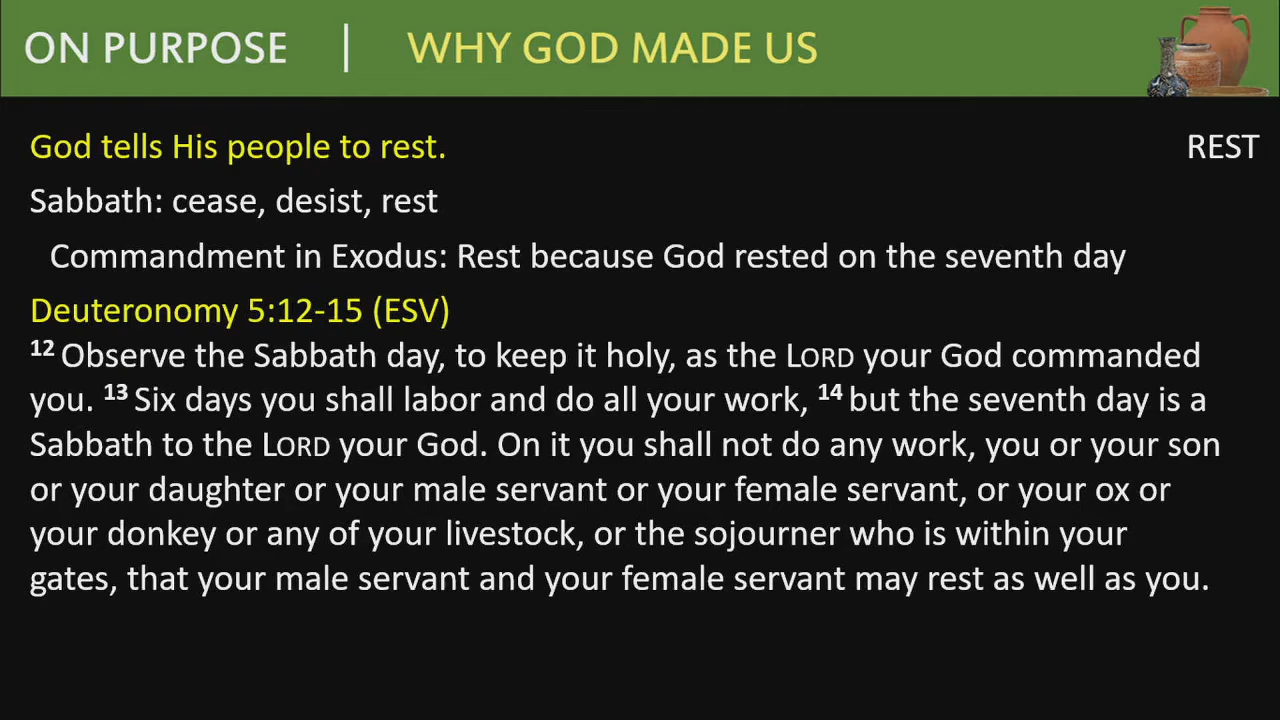 ON PURPOSE | WHY GOD MADE US
God tells His people to rest. REST
Sabbath: cease, desist, rest
Commandment in Exodus: Rest because God rested on the seventh day
Deuteronomy 5:12-15 (ESV)
12 Observe the Sabbath day, to keep it holy, as the LORD your God commanded
you. 13 Six days you shall labor and do all your work, 14 but the seventh day is a
Sabbath to the LORD your God. On it you shall not do any work, you or your son
or your daughter or your male servant or your female servant, or your ox or
your donkey or any of your livestock, or the sojourner who is within your
gates, that your male servant and your female servant may rest as well as you.